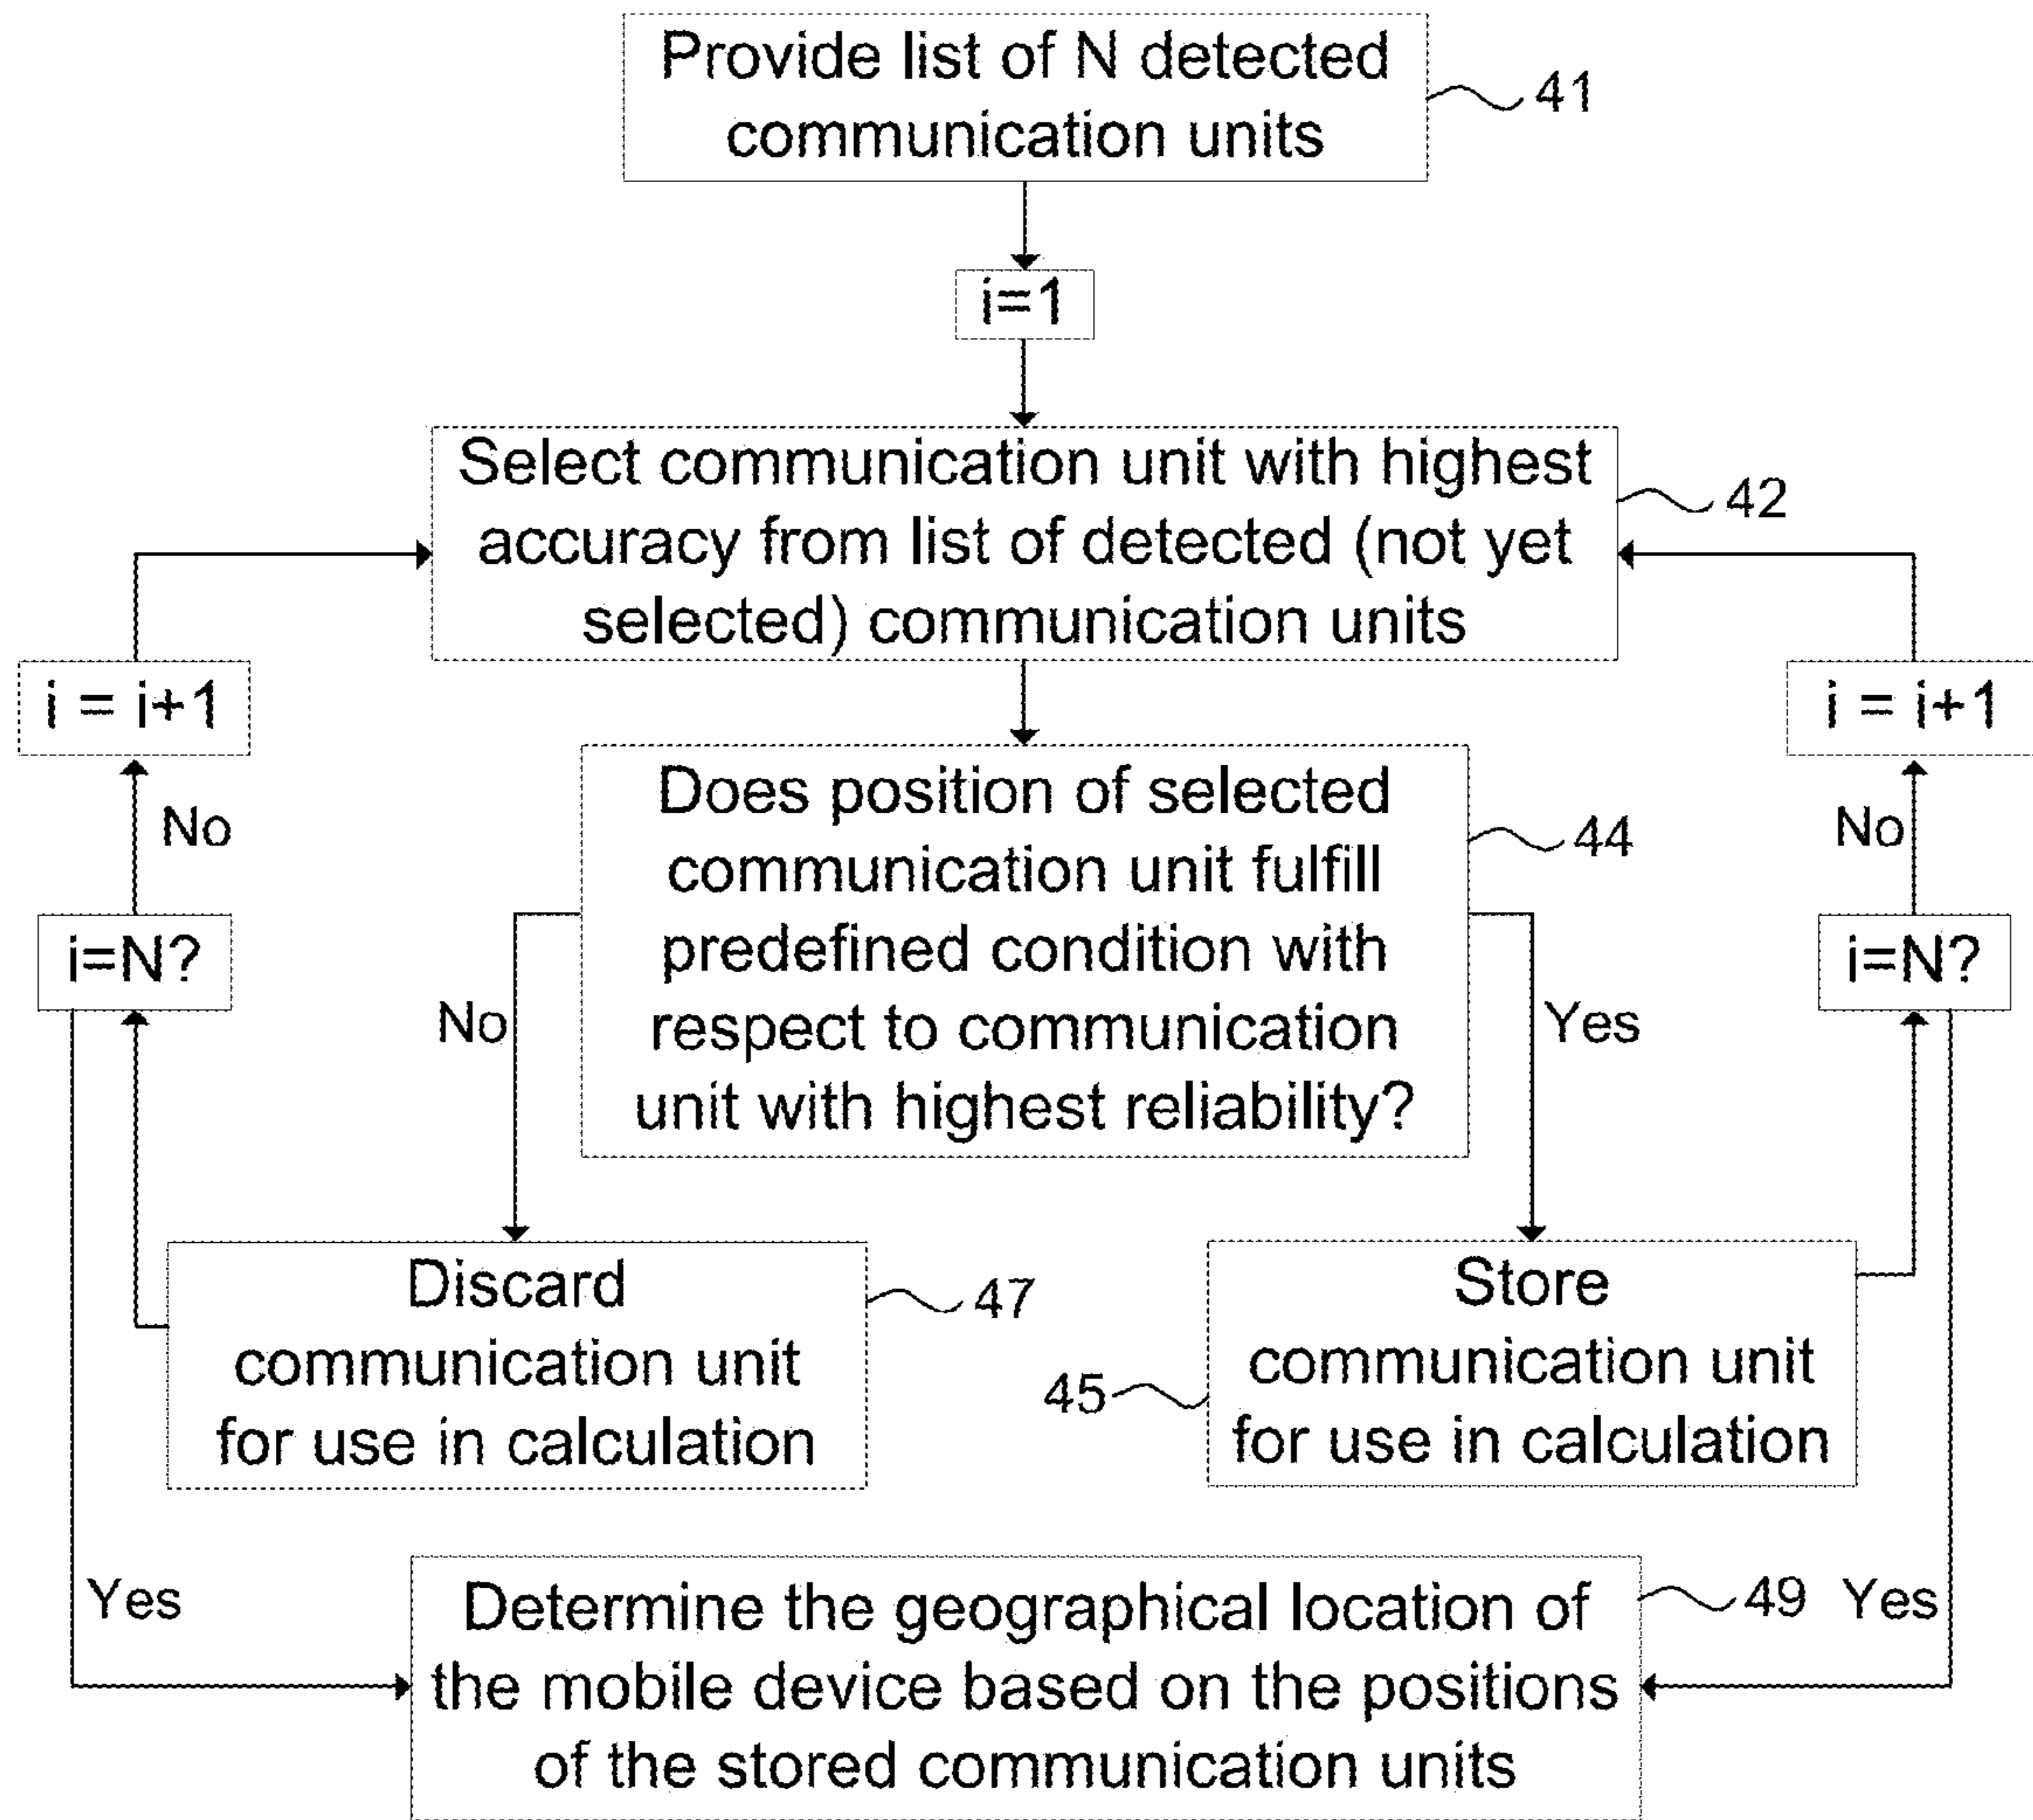 Provide list of N detected
communication units
41
i=1
Select communication unit with highest
accuracy from list of detected (not yet
selected) communication units
42
i = i+1
i = i+1
Does position of selected
communication unit fulfill
predefined condition with
respect to communication
unit with highest reliability?
44
No
No
i=N?
i=N?
No
Yes
Discard
communication unit
for use in calculation
47
Store
communication unit
for use in calculation
45
Yes
Determine the geographical location of
the mobile device based on the positions
of the stored communication units
49
Yes